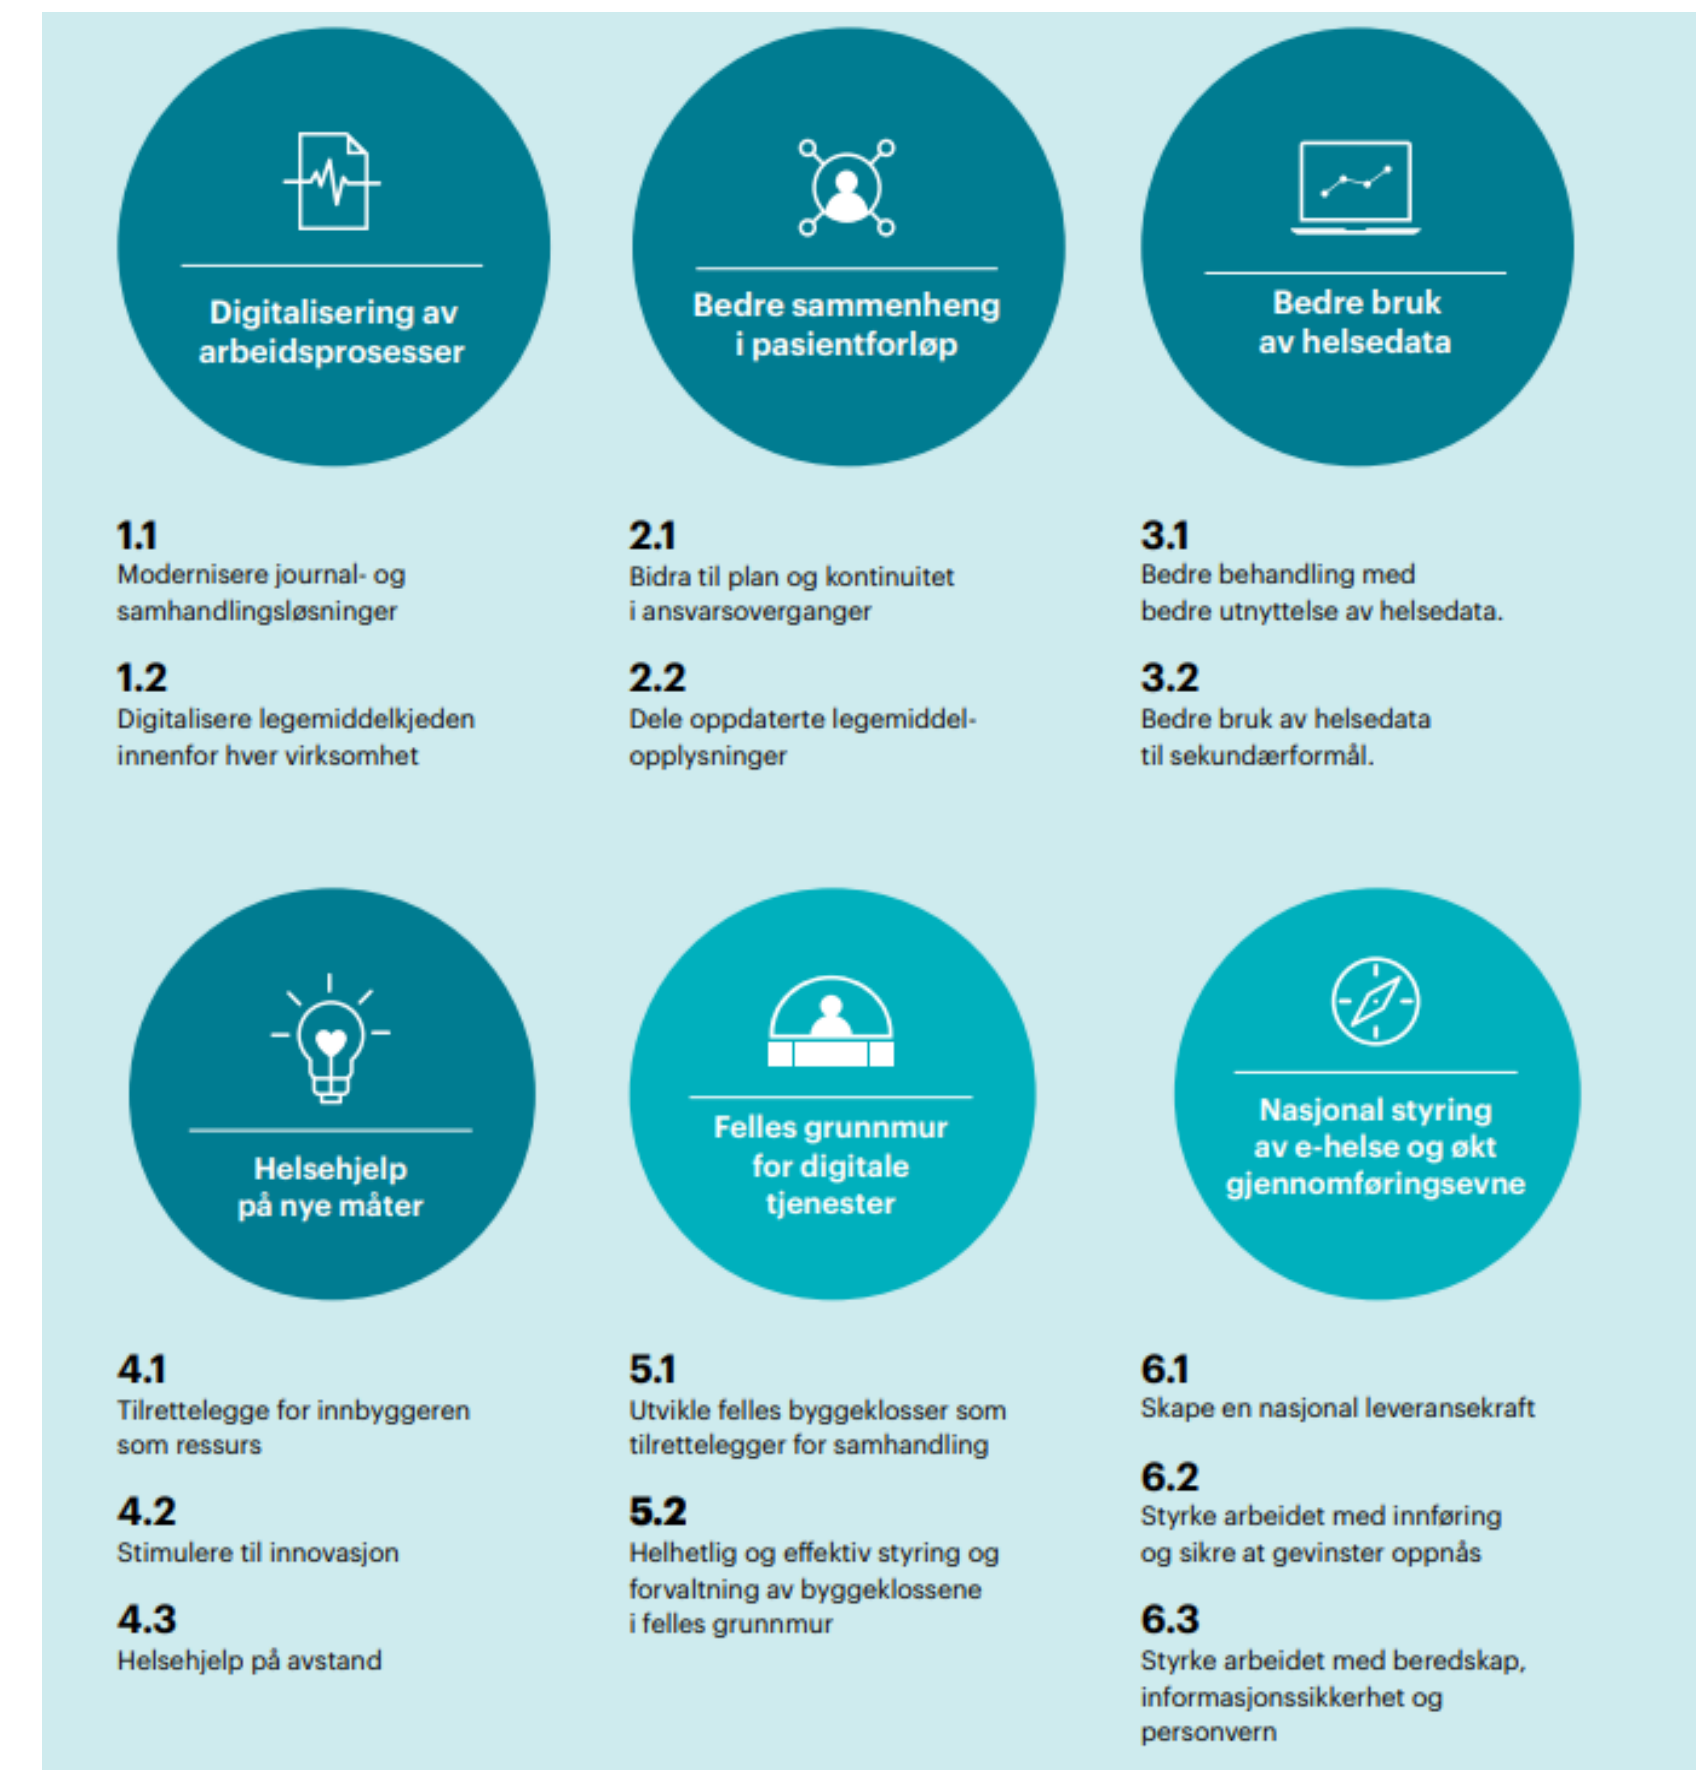 Digitalisering av
arbeidsprosesser
1.1
Modernisere journal- og
samhandlingsløsninger
1.2
Digitalisere legemiddelkjeden
innenfor hver virksomhet
Bedre sammenheng
i pasientforløp
2.1
Bidra til plan og kontinuitet
i ansvarsoverganger
2.2
Dele oppdaterte legemiddel-
opplysninger
Bedre bruk
av helsedata
3.1
Bedre behandling med
bedre utnyttelse av helsedata.
3.2
Bedre bruk av helsedata
til sekundærformål.
Helsehjelp
på nye måter
4.1
Tilrettelegge for innbyggeren
som ressurs
4.2
Stimulere til innovasjon
4.3
Helsehjelp på avstand
Felles grunnmur
for digitale
tjenester
5.1
Utvikle felles byggeklosser som
tilrettelegger for samhandling
5.2
Helhetlig og effektiv styring og
forvaltning av byggeklossene
i felles grunnmur
Nasjonal styring
av e-helse og økt
gjennomføringsevne
6.1
Skape en nasjonal leveransekraft
6.2
Styrke arbeidet med innføring
og sikre at gevinster oppnås
6.3
Styrke arbeidet med beredskap,
informasjonssikkerhet og
personvern